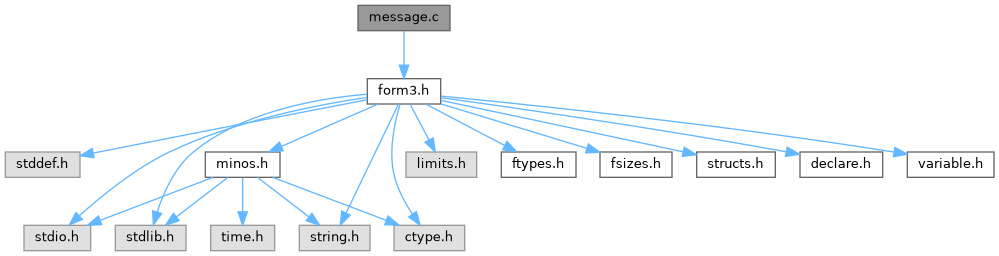 message.c
form3.h
stddef.h
minos.h
limits.h
ftypes.h
fsizes.h
structs.h
declare.h
variable.h
stdio.h
stdlib.h
time.h
string.h
ctype.h